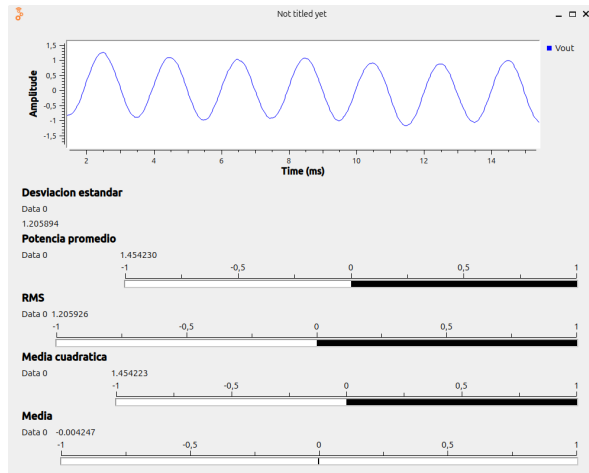 Not titled yet
1,5
1
0,5
0
-0,5
-1
-1,5
Amplitude
Vout
2 4 6 8 10 12 14
Time (ms)
Desviacion estandar
Data 0
1.205894
Potencia promedio
Data 0 1.454230
-1 -0,5 0 0,5 1
RMS
Data 0 1.205926
-1 -0,5 0 0,5 1
Media cuadratica
Data 0 1.454223
-1 -0,5 0 0,5 1
Media
Data 0 -0.004247
-1 -0,5 0 0,5 1